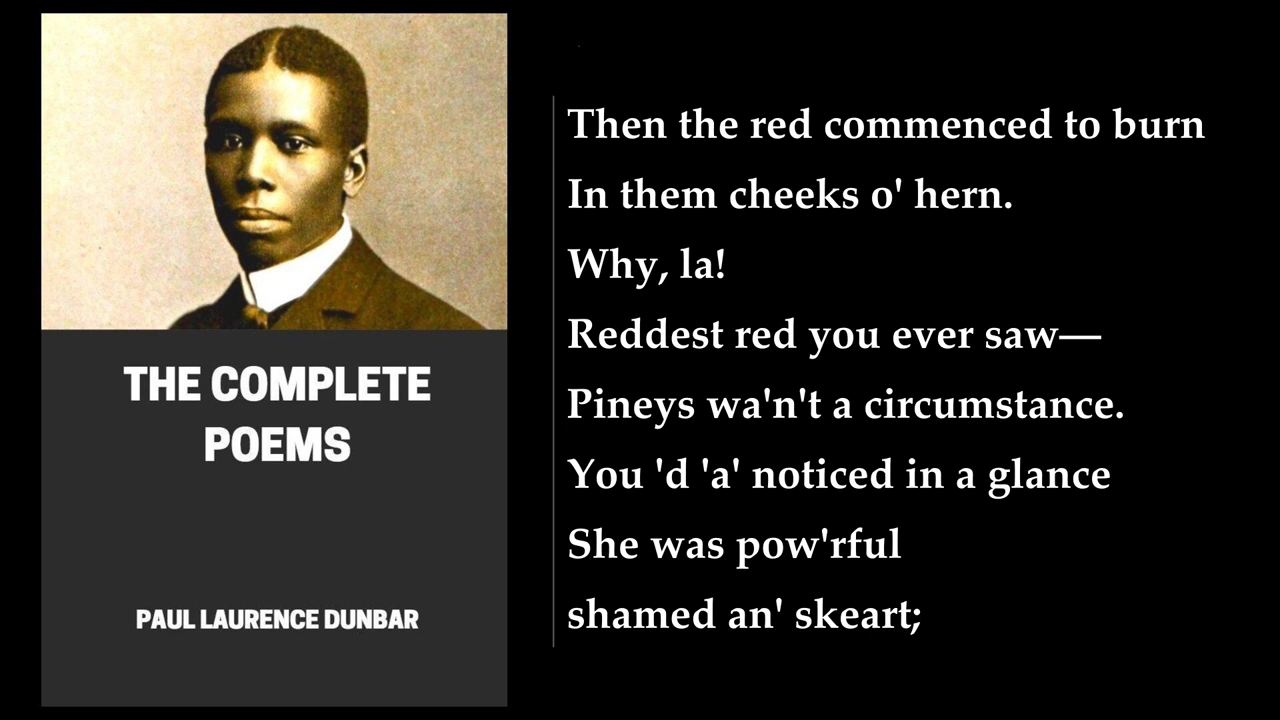 THE COMPLETE
POEMS
PAUL LAURENCE DUNBAR
Then the red commenced to burn
In them cheeks o' hern.
Why, la!
Reddest red you ever saw—
Pineys wa'n't a circumstance.
You 'd 'a' noticed in a glance
She was pow'rful
shamed an' skeart;